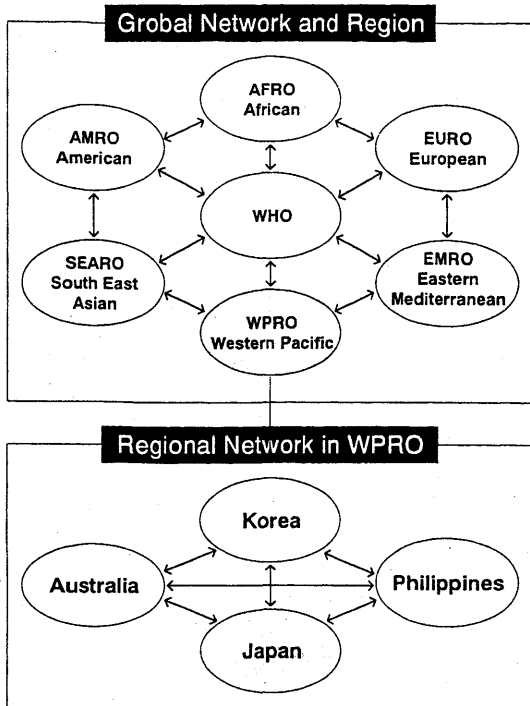 Grobal Network and Region
AFRO
African
AMRO
American
EURO
European
WHO
SEARO
South East
Asian
EMRO
Eastern
Mediterranean
WPRO
Western Pacific
Regional Network in WPRO
Korea
Australia
Philippines
Japan